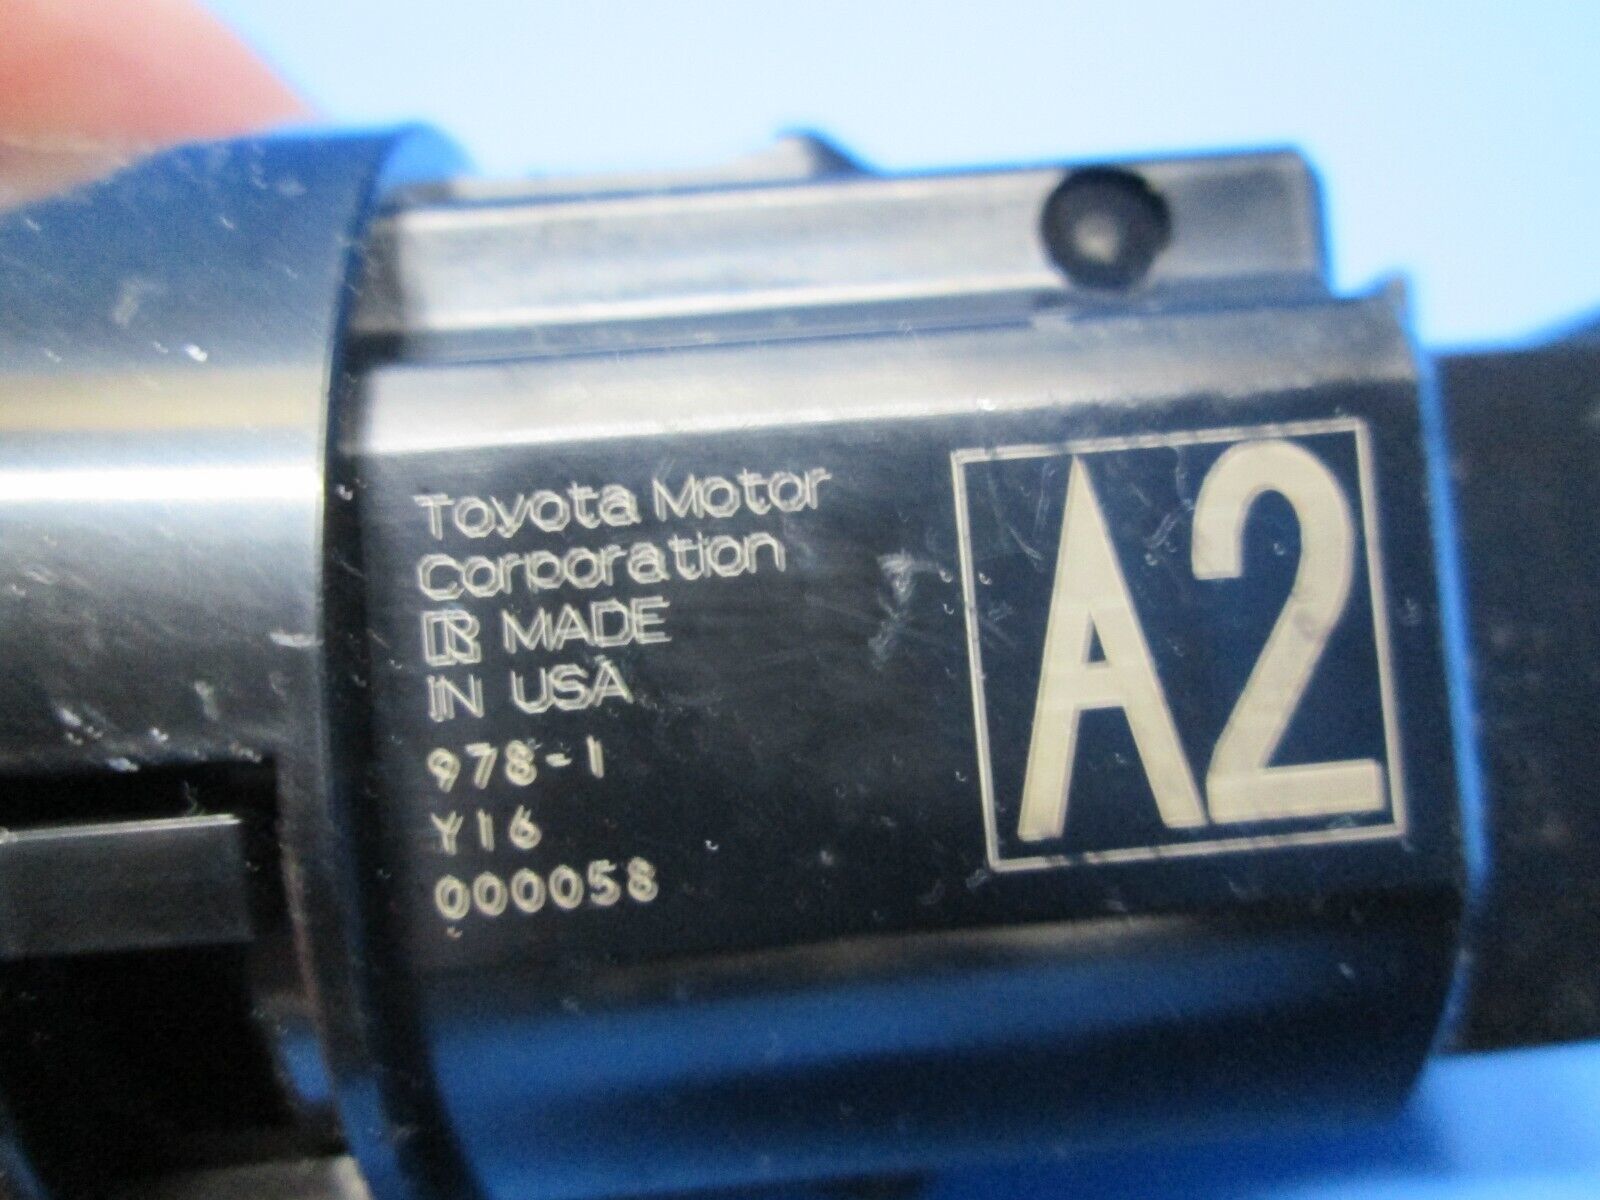 Toyota Motor
Corporation
MADE
IN USA
978-1
Y16
000058
A2